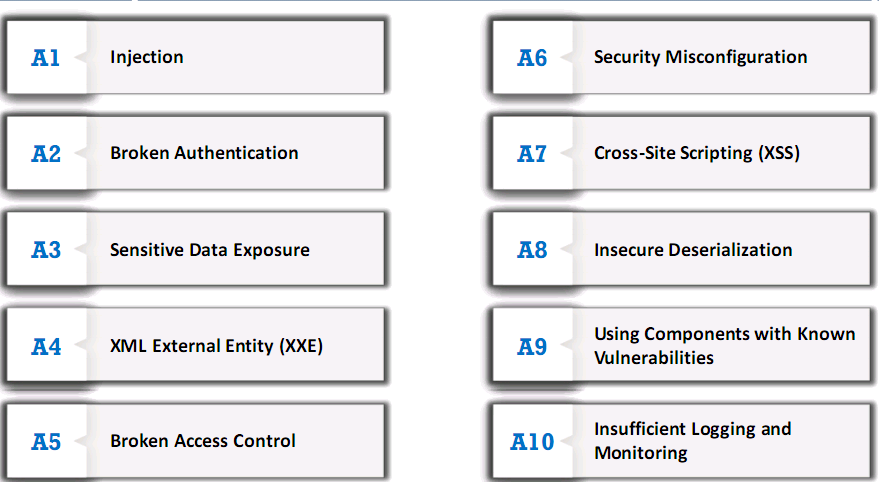 A1 Injection
A2 Broken Authentication
A3 Sensitive Data Exposure
A4 XML External Entity (XXE)
A5 Broken Access Control
A6 Security Misconfiguration
A7 Cross-Site Scripting (XSS)
A8 Insecure Deserialization
A9 Using Components with Known
Vulnerabilities
A10 Insufficient Logging and
Monitoring